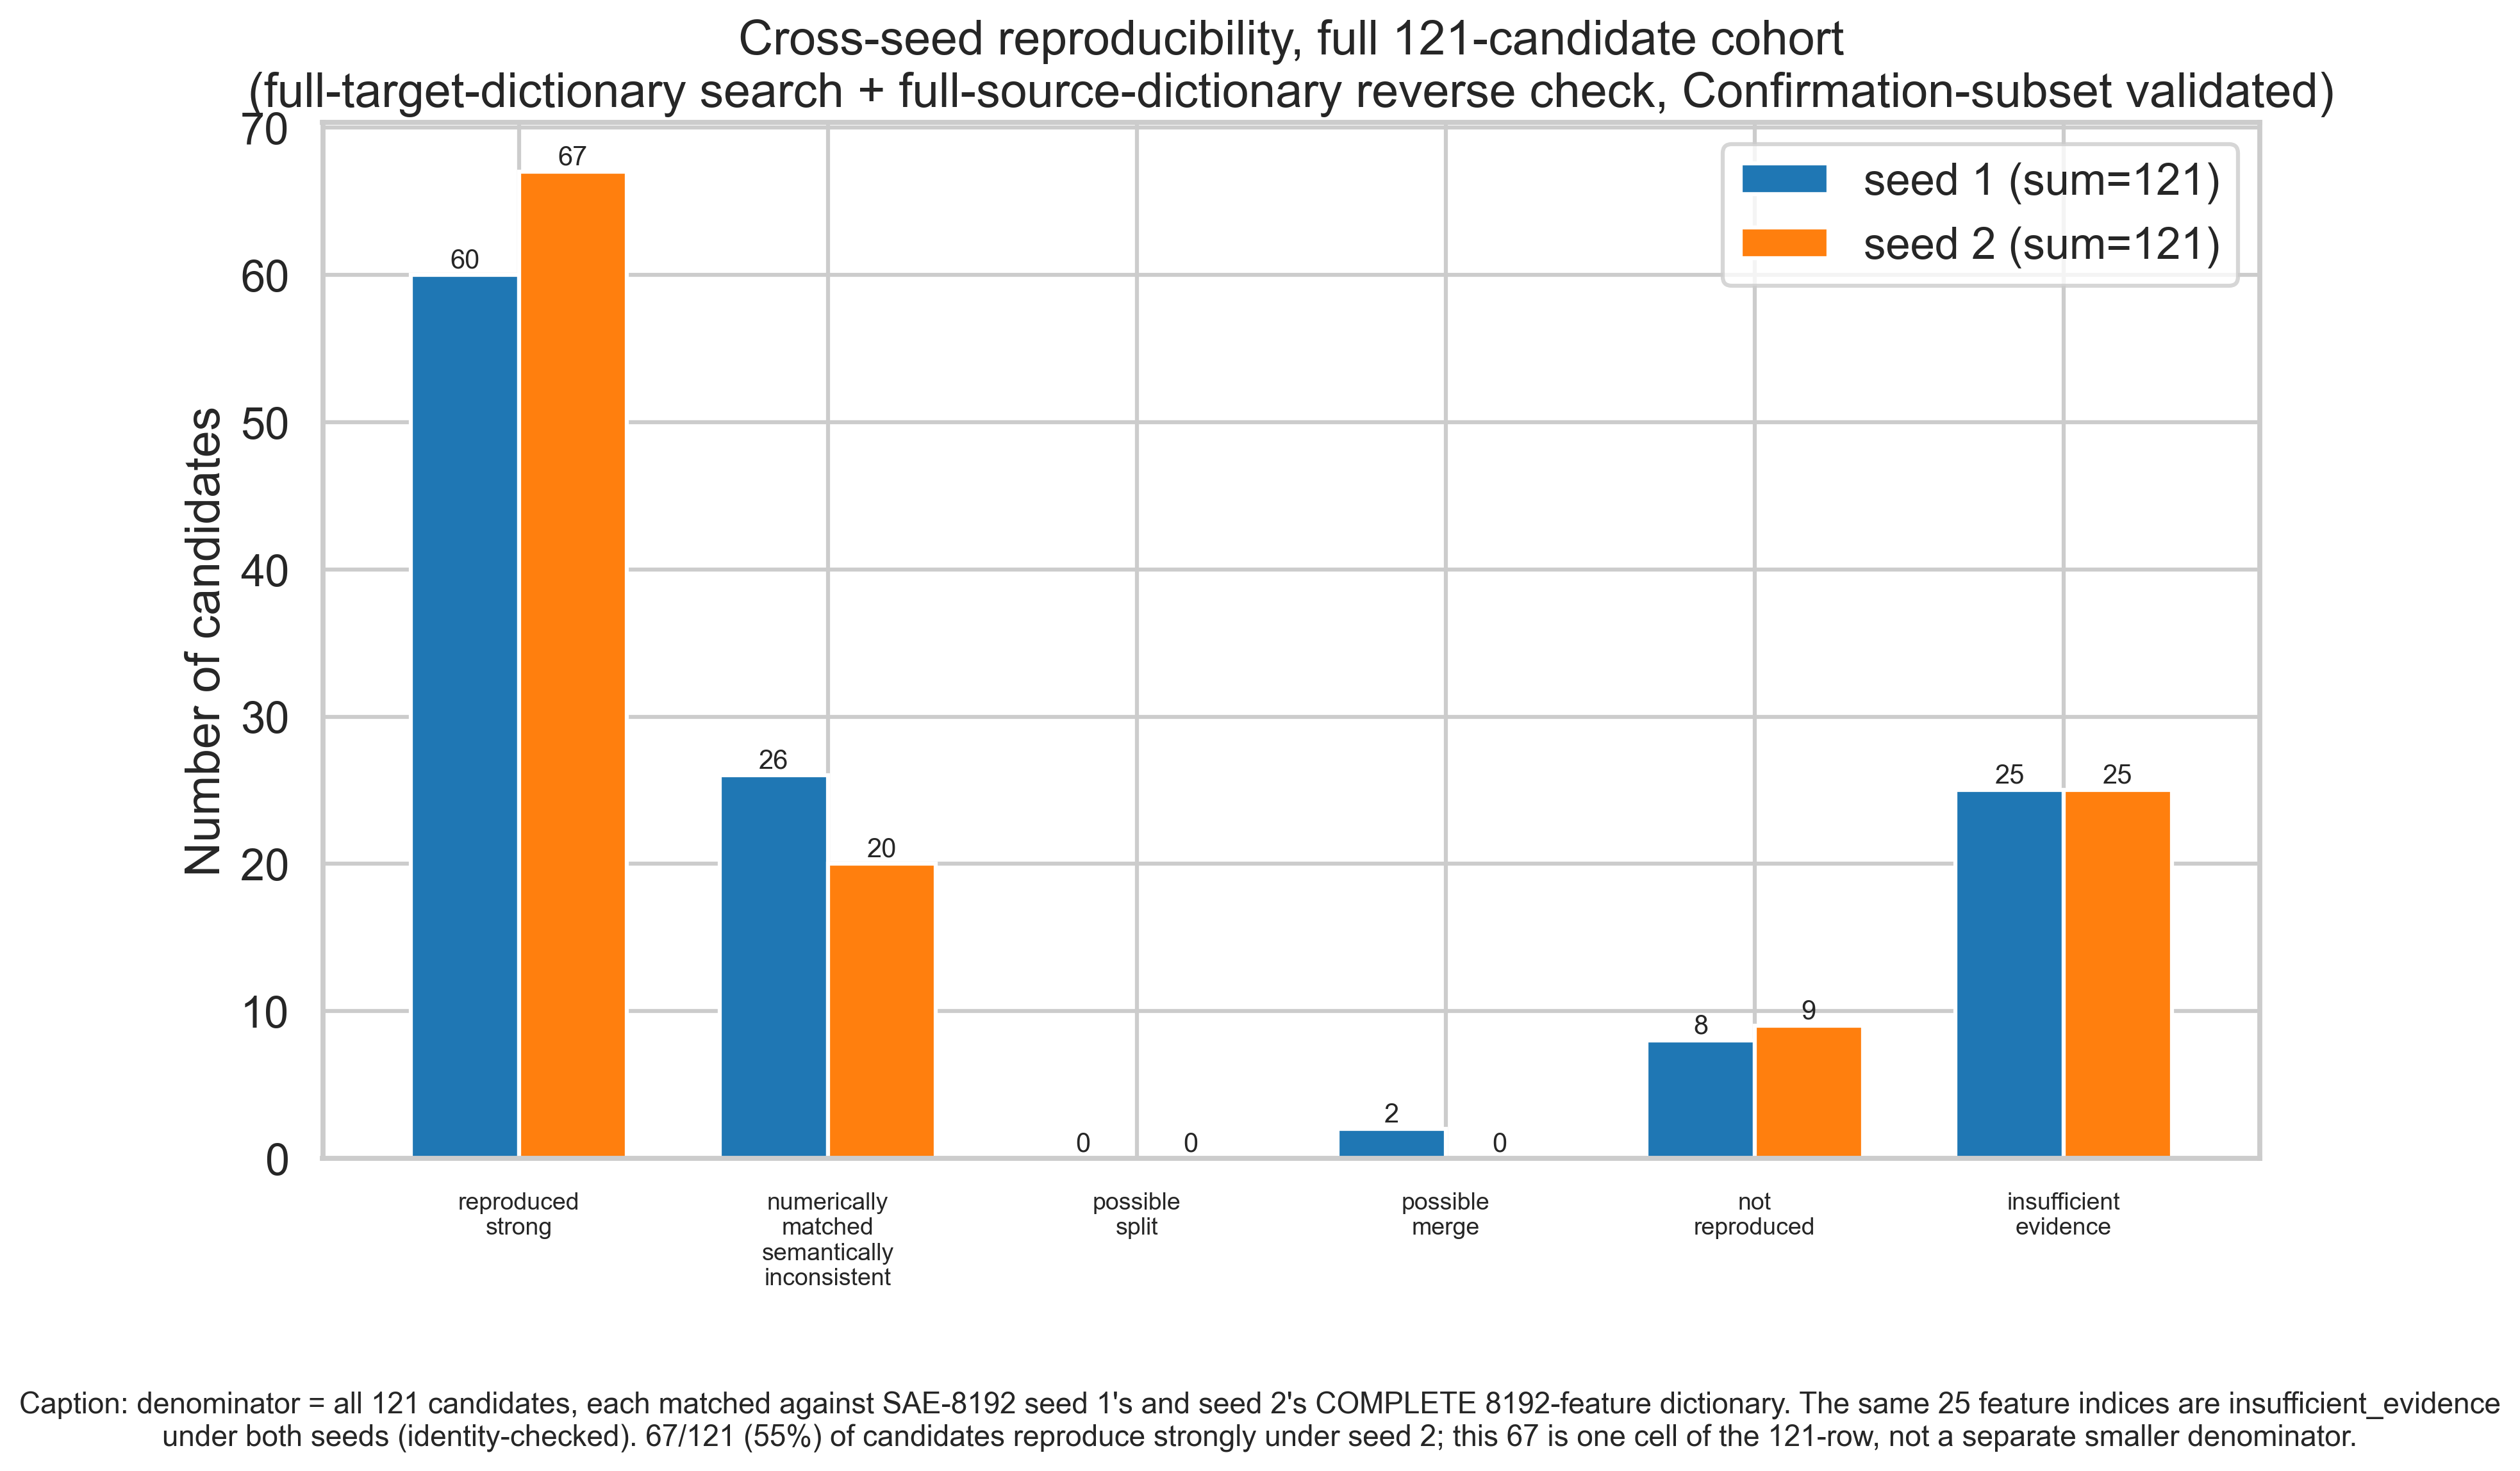 Cross-seed reproducibility, full 121-candidate cohort
(full-target-dictionary search + full-source-dictionary reverse check, Confirmation-subset validated)
70
60
50
40
30
20
10
0
Number of candidates
seed 1 (sum=121)
seed 2 (sum=121)
60
67
26
20
0
0
2
0
8
9
25
25
reproduced
strong
numerically
matched
semantically
inconsistent
possible
split
possible
merge
not
reproduced
insufficient
evidence
Caption: denominator = all 121 candidates, each matched against SAE-8192 seed 1's and seed 2's COMPLETE 8192-feature dictionary. The same 25 feature indices are insufficient_evidence
under both seeds (identity-checked). 67/121 (55%) of candidates reproduce strongly under seed 2; this 67 is one cell of the 121-row, not a separate smaller denominator.